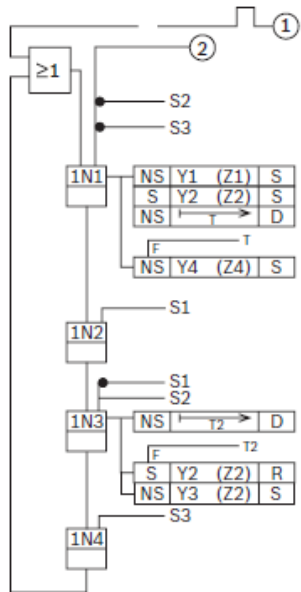 1
≥1
2
S2
S3
1N1
NS Y1 (Z1) S
S Y2 (Z2) S
NS T D
F T
NS Y4 (Z4) S
S1
1N2
S1
S2
1N3
NS T2 D
F T2
S Y2 (Z2) R
NS Y3 (Z2) S
S3
1N4